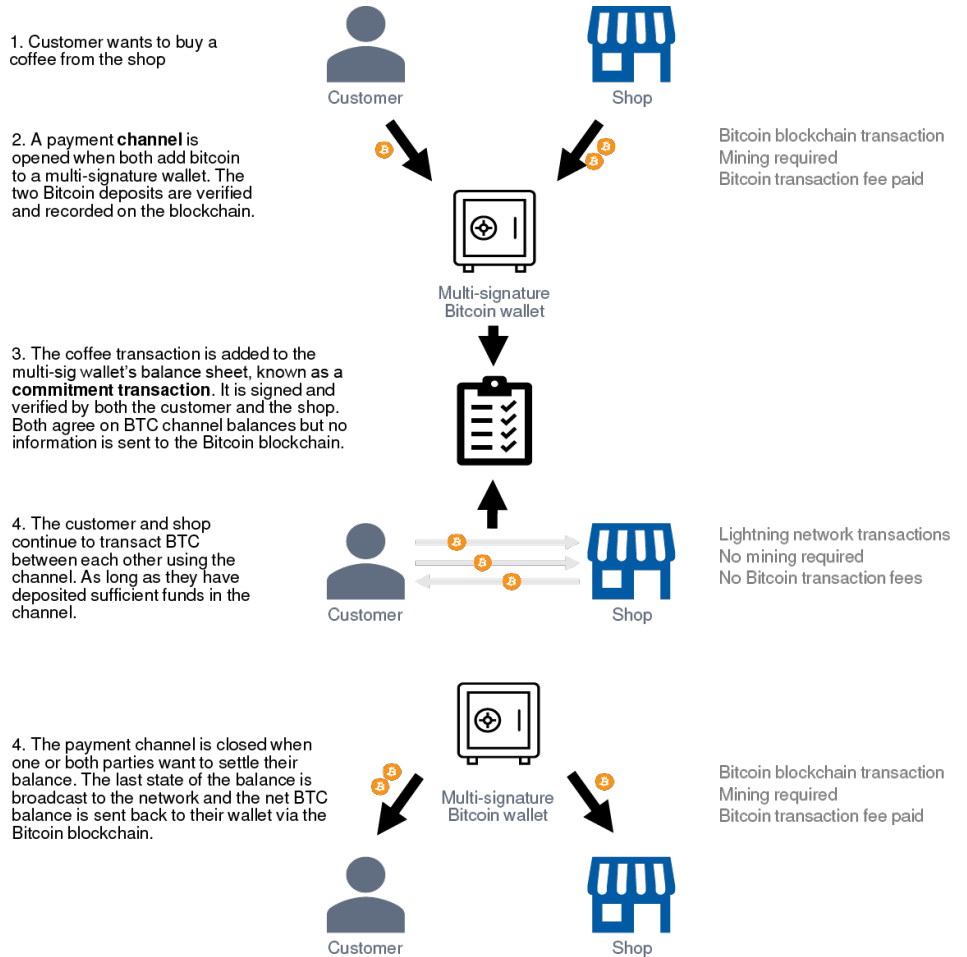 1. Customer wants to buy a
coffee from the shop
Customer
Shop
2. A payment channel is
opened when both add bitcoin
to a multi-signature wallet. The
two Bitcoin deposits are verified
and recorded on the blockchain.
Bitcoin blockchain transaction
Mining required
Bitcoin transaction fee paid
Multi-signature
Bitcoin wallet
3. The coffee transaction is added to the
multi-sig wallet's balance sheet, known as a
commitment transaction. It is signed and
verified by both the customer and the shop.
Both agree on BTC channel balances but no
information is sent to the Bitcoin blockchain.
4. The customer and shop
continue to transact BTC
between each other using the
channel. As long as they have
deposited sufficient funds in the
channel.
Customer
Shop
Lightning network transactions
No mining required
No Bitcoin transaction fees
4. The payment channel is closed when
one or both parties want to settle their
balance. The last state of the balance is
broadcast to the network and the net BTC
balance is sent back to their wallet via the
Bitcoin blockchain.
Multi-signature
Bitcoin wallet
Bitcoin blockchain transaction
Mining required
Bitcoin transaction fee paid
Customer
Shop